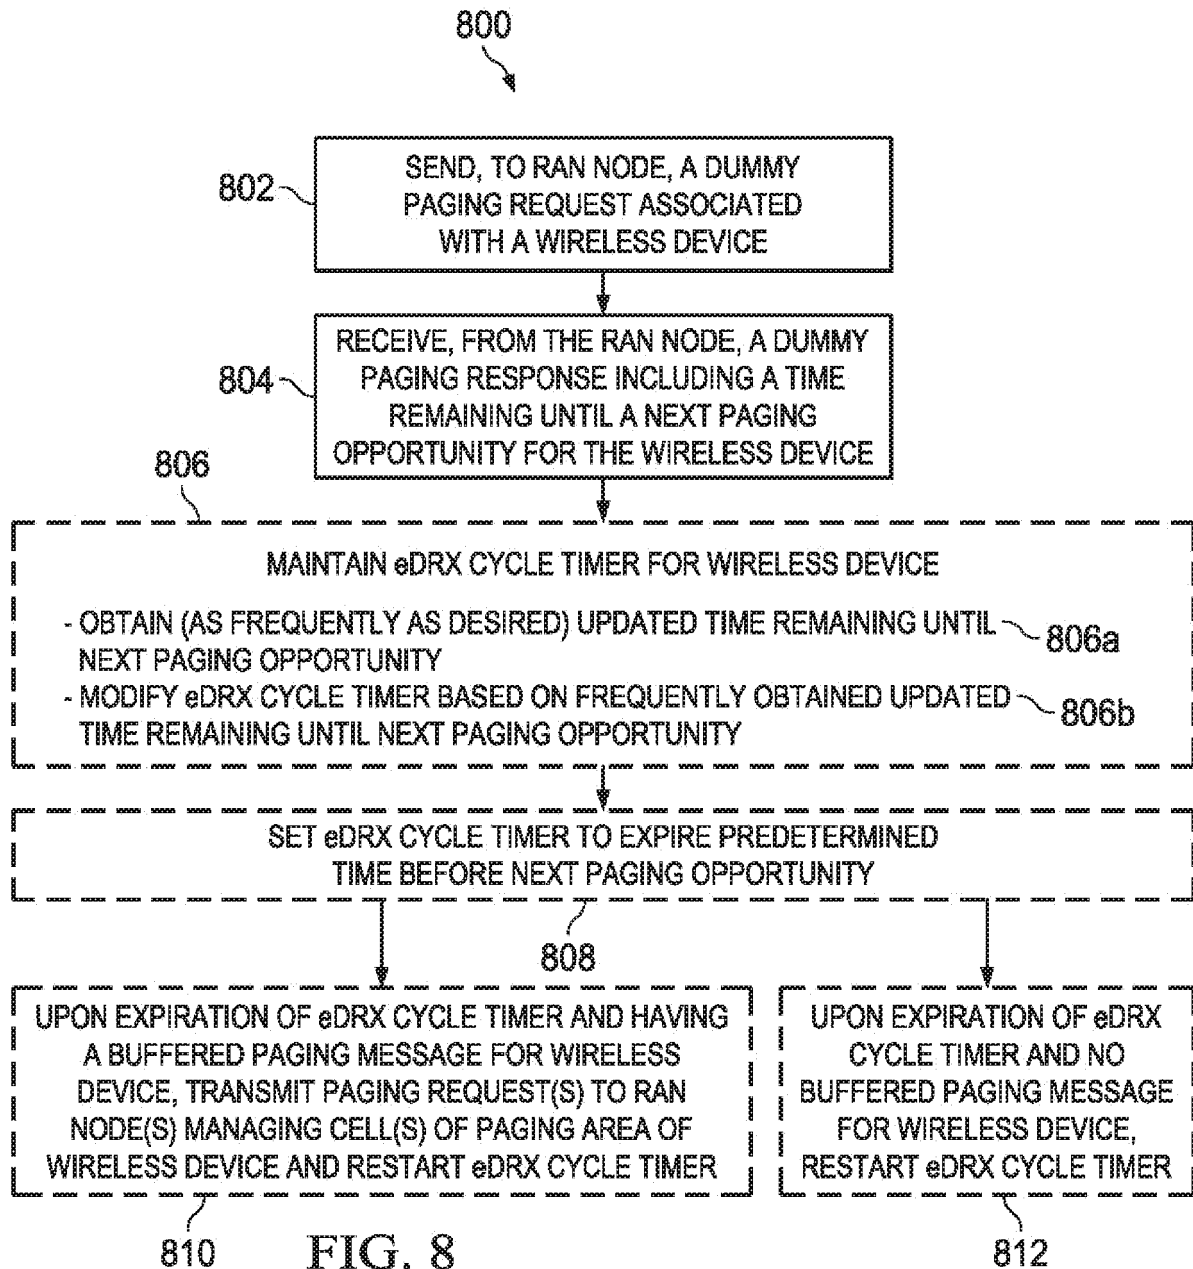 800
802
SEND, TO RAN NODE, A DUMMY
PAGING REQUEST ASSOCIATED
WITH A WIRELESS DEVICE
804
RECEIVE, FROM THE RAN NODE, A DUMMY
PAGING RESPONSE INCLUDING A TIME
REMAINING UNTIL A NEXT PAGING
OPPORTUNITY FOR THE WIRELESS DEVICE
806
MAINTAIN eDRX CYCLE TIMER FOR WIRELESS DEVICE
- OBTAIN (AS FREQUENTLY AS DESIRED) UPDATED TIME REMAINING UNTIL
NEXT PAGING OPPORTUNITY
806a
- MODIFY eDRX CYCLE TIMER BASED ON FREQUENTLY OBTAINED UPDATED
TIME REMAINING UNTIL NEXT PAGING OPPORTUNITY
806b
SET eDRX CYCLE TIMER TO EXPIRE PREDETERMINED
TIME BEFORE NEXT PAGING OPPORTUNITY
808
UPON EXPIRATION OF eDRX CYCLE TIMER AND HAVING
A BUFFERED PAGING MESSAGE FOR WIRELESS
DEVICE, TRANSMIT PAGING REQUEST(S) TO RAN
NODE(S) MANAGING CELL(S) OF PAGING AREA OF
WIRELESS DEVICE AND RESTART eDRX CYCLE TIMER
810
UPON EXPIRATION OF eDRX
CYCLE TIMER AND NO
BUFFERED PAGING MESSAGE
FOR WIRELESS DEVICE,
RESTART eDRX CYCLE TIMER
812
FIG. 8